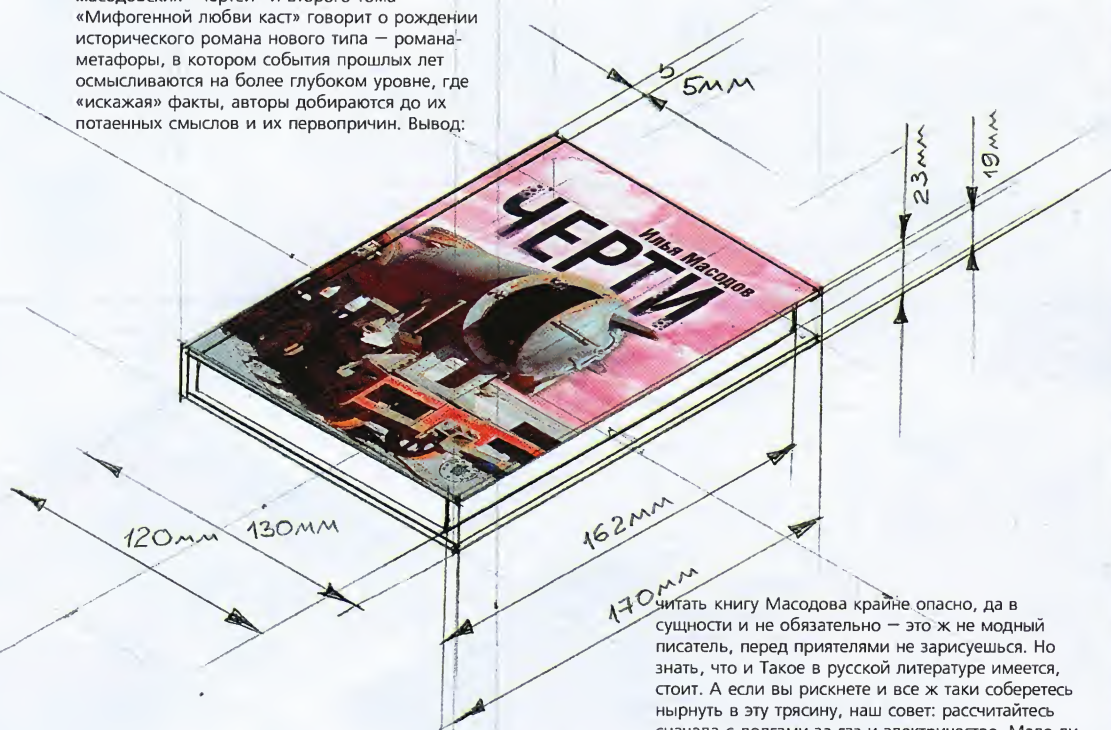 «Мифогенной любви каст» говорит о рождении
исторического романа нового типа — романа-
метафоры, в котором события прошлых лет
осмысливаются на более глубоком уровне, где
«искажая» факты, авторы добираются до их
потаенных смыслов и их первопричин. Вывод:
5мм
23мм
19мм
Илья Масодов
ЧЕРТИ
120мм
130мм
162мм
170мм
читать книгу Масодова крайне опасно, да в
сущности и не обязательно — это ж не модный
писатель, перед приятелями не зарисуешься. Но
знать, что и Такое в русской литературе имеется,
стоит. А если вы рискнете и все ж таки соберетесь
нырнуть в эту трясину, наш совет: рассчитайтесь